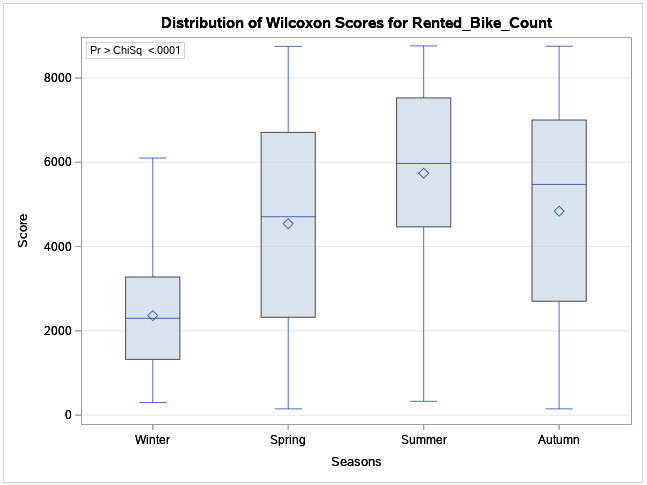 Distribution of Wilcoxon Scores for Rented_Bike_Count
Pr > ChiSq <.0001
8000
6000
4000
2000
0
Score
Winter Spring Summer Autumn
Seasons